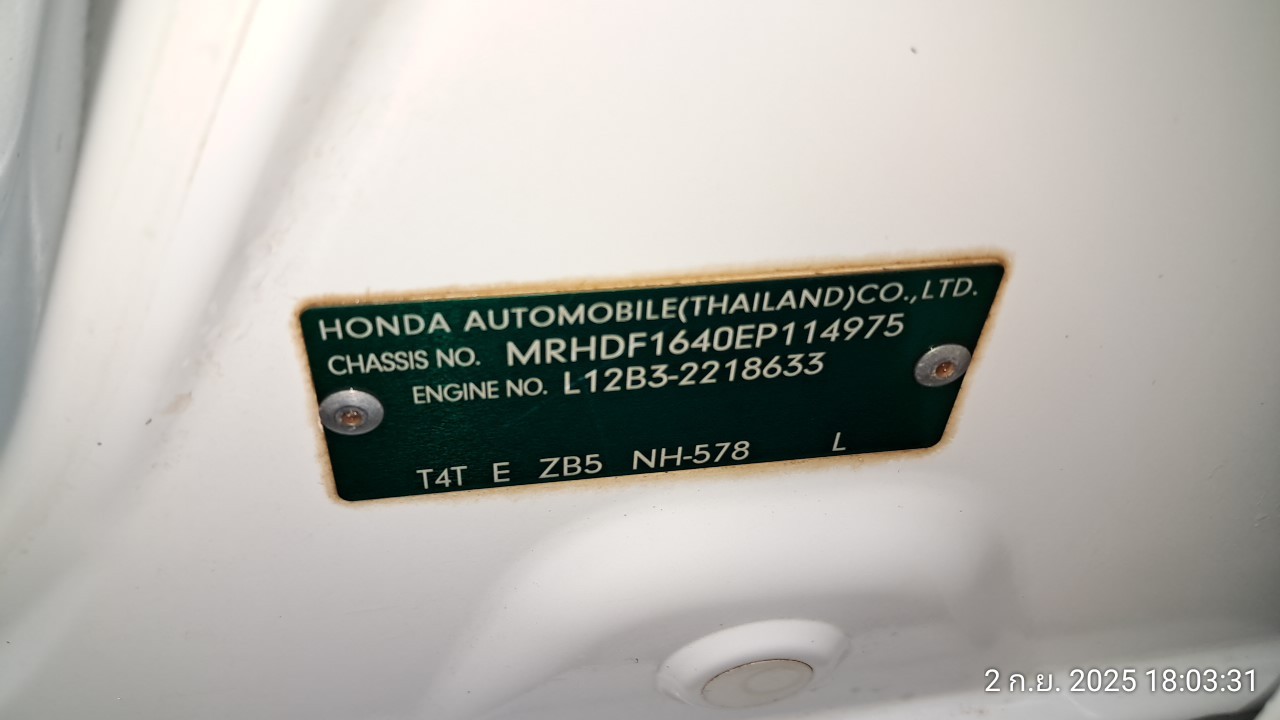 HONDA AUTOMOBILE(THAILAND)CO.,LTD.
CHASSIS NO. MRHDF1640EP114975
ENGINE NO. L12B3-2218633
T4T E ZB5 NH-578 L
2 ก.ย. 2025 18:03:31